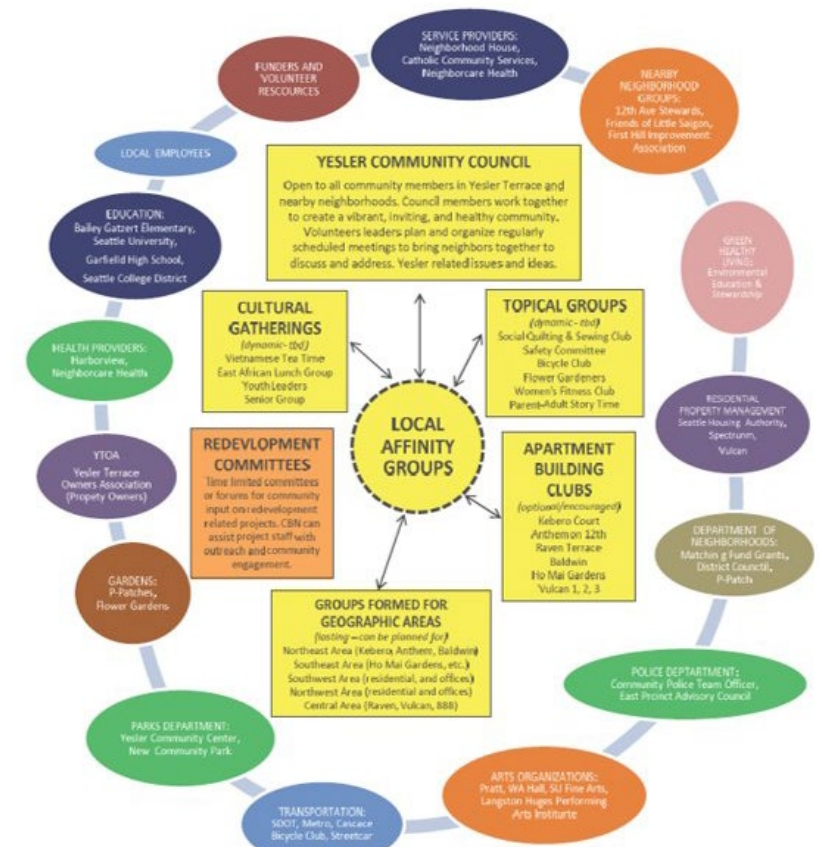 SERVICE PROVIDERS:
Neighborhood House,
Catholic Community Services,
Neighborcare Health
FUNDERS AND
VOLUNTEER
RESCOURCES
NEARBY
NEIGHBORHOOD
GROUPS:
12th Ave Stewards,
Friends of Little Saigon,
First Hill Improvement
Association
LOCAL EMPLOYEES
YESLER COMMUNITY COUNCIL
Open to all community members in Yesler Terrace and
nearby neighborhoods. Council members work together
to create a vibrant, inviting, and healthy community.
Volunteers leaders plan and organize regularly
scheduled meetings to bring neighbors together to
discuss and address. Yesler related issues and ideas.
EDUCATION:
Bailey Gatzert Elementary,
Seattle University,
Garfield High School,
Seattle College District
GREEN
HEALTHY
LIVING:
Environmental
Education &
Stewardship
CULTURAL
GATHERINGS
(dynamic- tbd)
Vietnamese Tea Time
East African Lunch Group
Youth Leaders
Senior Group
TOPICAL GROUPS
(dynamic - tbd)
Social Quilting & Sewing Club
Safety Committee
Bicycle Club
Flower Gardeners
Women's Fitness Club
Parent-Adult Story Time
HEALTH PROVIDERS:
Harborview,
Neighborcare Health
RESIDENTIAL
PROPERTY MANAGEMENT
Seattle Housing Authority,
Spectrunm,
Vulcan
LOCAL
AFFINITY
GROUPS
YTOA
Yesler Terrace
Owners Association
(Propety Owners)
REDEVLOPMENT
COMMITTEES
Time limited committees
or forums for community
input on redevelopment
related projects. CBN can
assist project staff with
outreach and community
engagement.
APARTMENT
BUILDING
CLUBS
(optional/encouraged)
Kebero Court
Anthem on 12th
Raven Terrace
Baldwin
Ho Mai Gardens
Vulcan 1, 2, 3
DEPARTMENT OF
NEIGHBORHOODS:
Matching Fund Grants,
District Councill,
P-Patch
GARDENS:
P-Patches,
Flower Gardens
GROUPS FORMED FOR
GEOGRAPHIC AREAS
(lasting – can be planned for)
Northeast Area (Kebero, Anthem, Baldwin)
Southeast Area (Ho Mai Gardens, etc.)
Southwest Area (residential, and offices)
Northwest Area (residential and offices)
Central Area (Raven, Vulcan, 888)
POLICE DEPTARTMENT:
Community Police Team Officer,
East Precinct Advisory Council
PARKS DEPARTMENT:
Yesler Community Center,
New Community Park
ARTS ORGANIZATIONS:
Pratt, WA Hall, SU Fine Arts,
Langston Huges Performing
Arts Institurte
TRANSPORTATION:
SDOT, Metro, Cascace
Bicycle Club, Streetcar